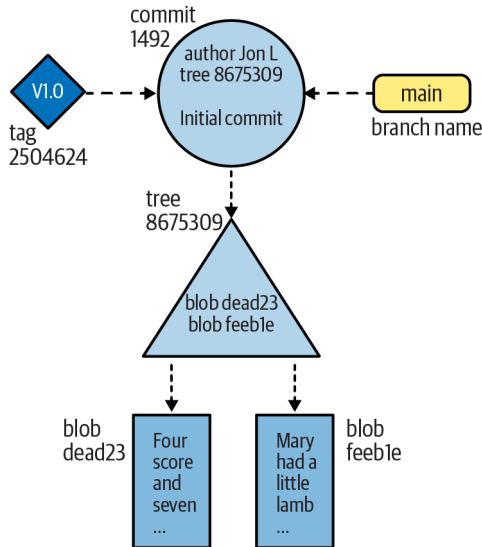 commit
1492
author Jon L
tree 8675309
Initial commit
V1.0
tag
2504624
main
branch name
tree
8675309
blob dead23
blob feeb1e
blob
dead23
Four
score
and
seven
...
Mary
had a
little
lamb
...
blob
feeb1e